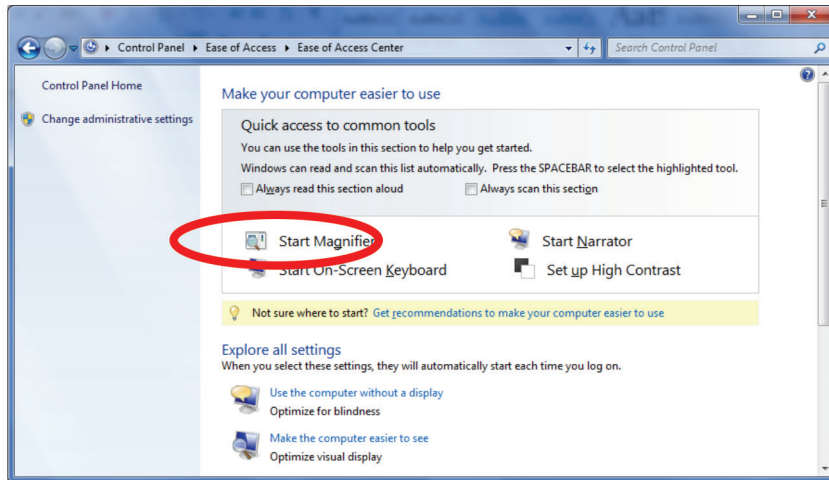 Control Panel Ease of Access Ease of Access Center
Search Control Panel
Control Panel Home
Change administrative settings
Make your computer easier to use
Quick access to common tools
You can use the tools in this section to help you get started.
Windows can read and scan this list automatically. Press the SPACEBAR to select the highlighted tool.
Always read this section aloud Always scan this section
Start Magnifier Start Narrator
Start On-Screen Keyboard Set up High Contrast
Not sure where to start? Get recommendations to make your computer easier to use
Explore all settings
When you select these settings, they will automatically start each time you log on.
Use the computer without a display
Optimize for blindness
Make the computer easier to see
Optimize visual display